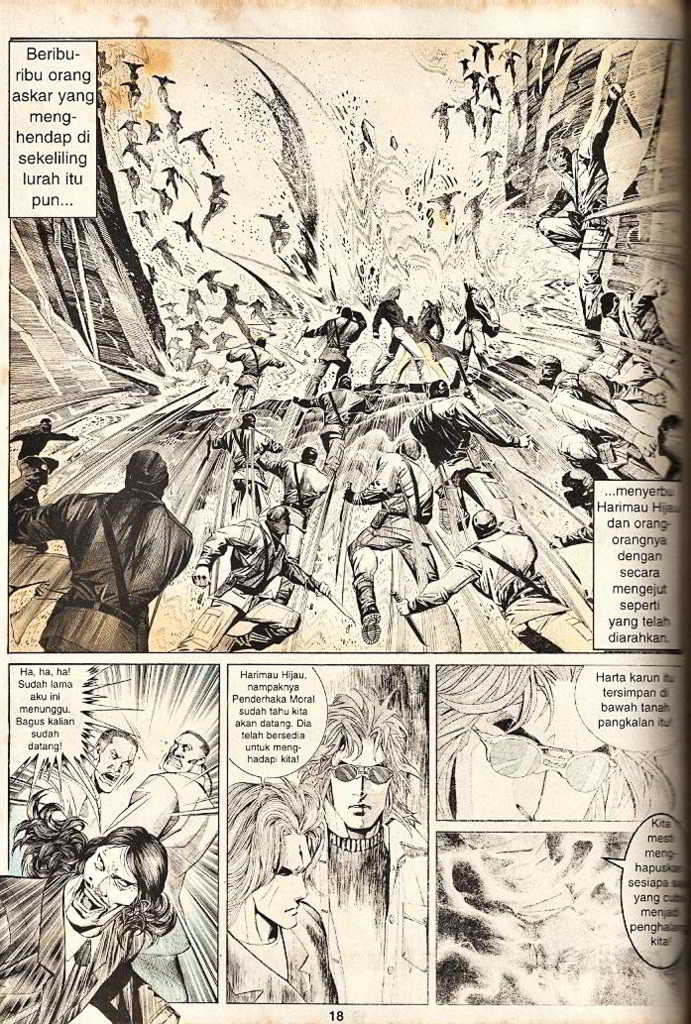 Beribu-
ribu orang
askar yang
meng-
hendap di
sekeliling
lurah itu
pun...
...menyerbu
Harimau Hijau
dan orang-
orangnya
dengan
secara
mengejut
seperti
yang telah
diarahkan.
Ha, ha, ha!
Sudah lama
aku ini
menunggu.
Bagus kalian
sudah
datang!
Harimau Hijau,
nampaknya
Penderhaka Moral
sudah tahu kita
akan datang. Dia
telah bersedia
untuk meng-
hadapi kita!
Harta karun itu
tersimpan di
bawah tanah
pangkalan itu!
Kita
mesti
meng-
hapuskan
sesiapa
yang
menjadi
penghalang
kita!
18